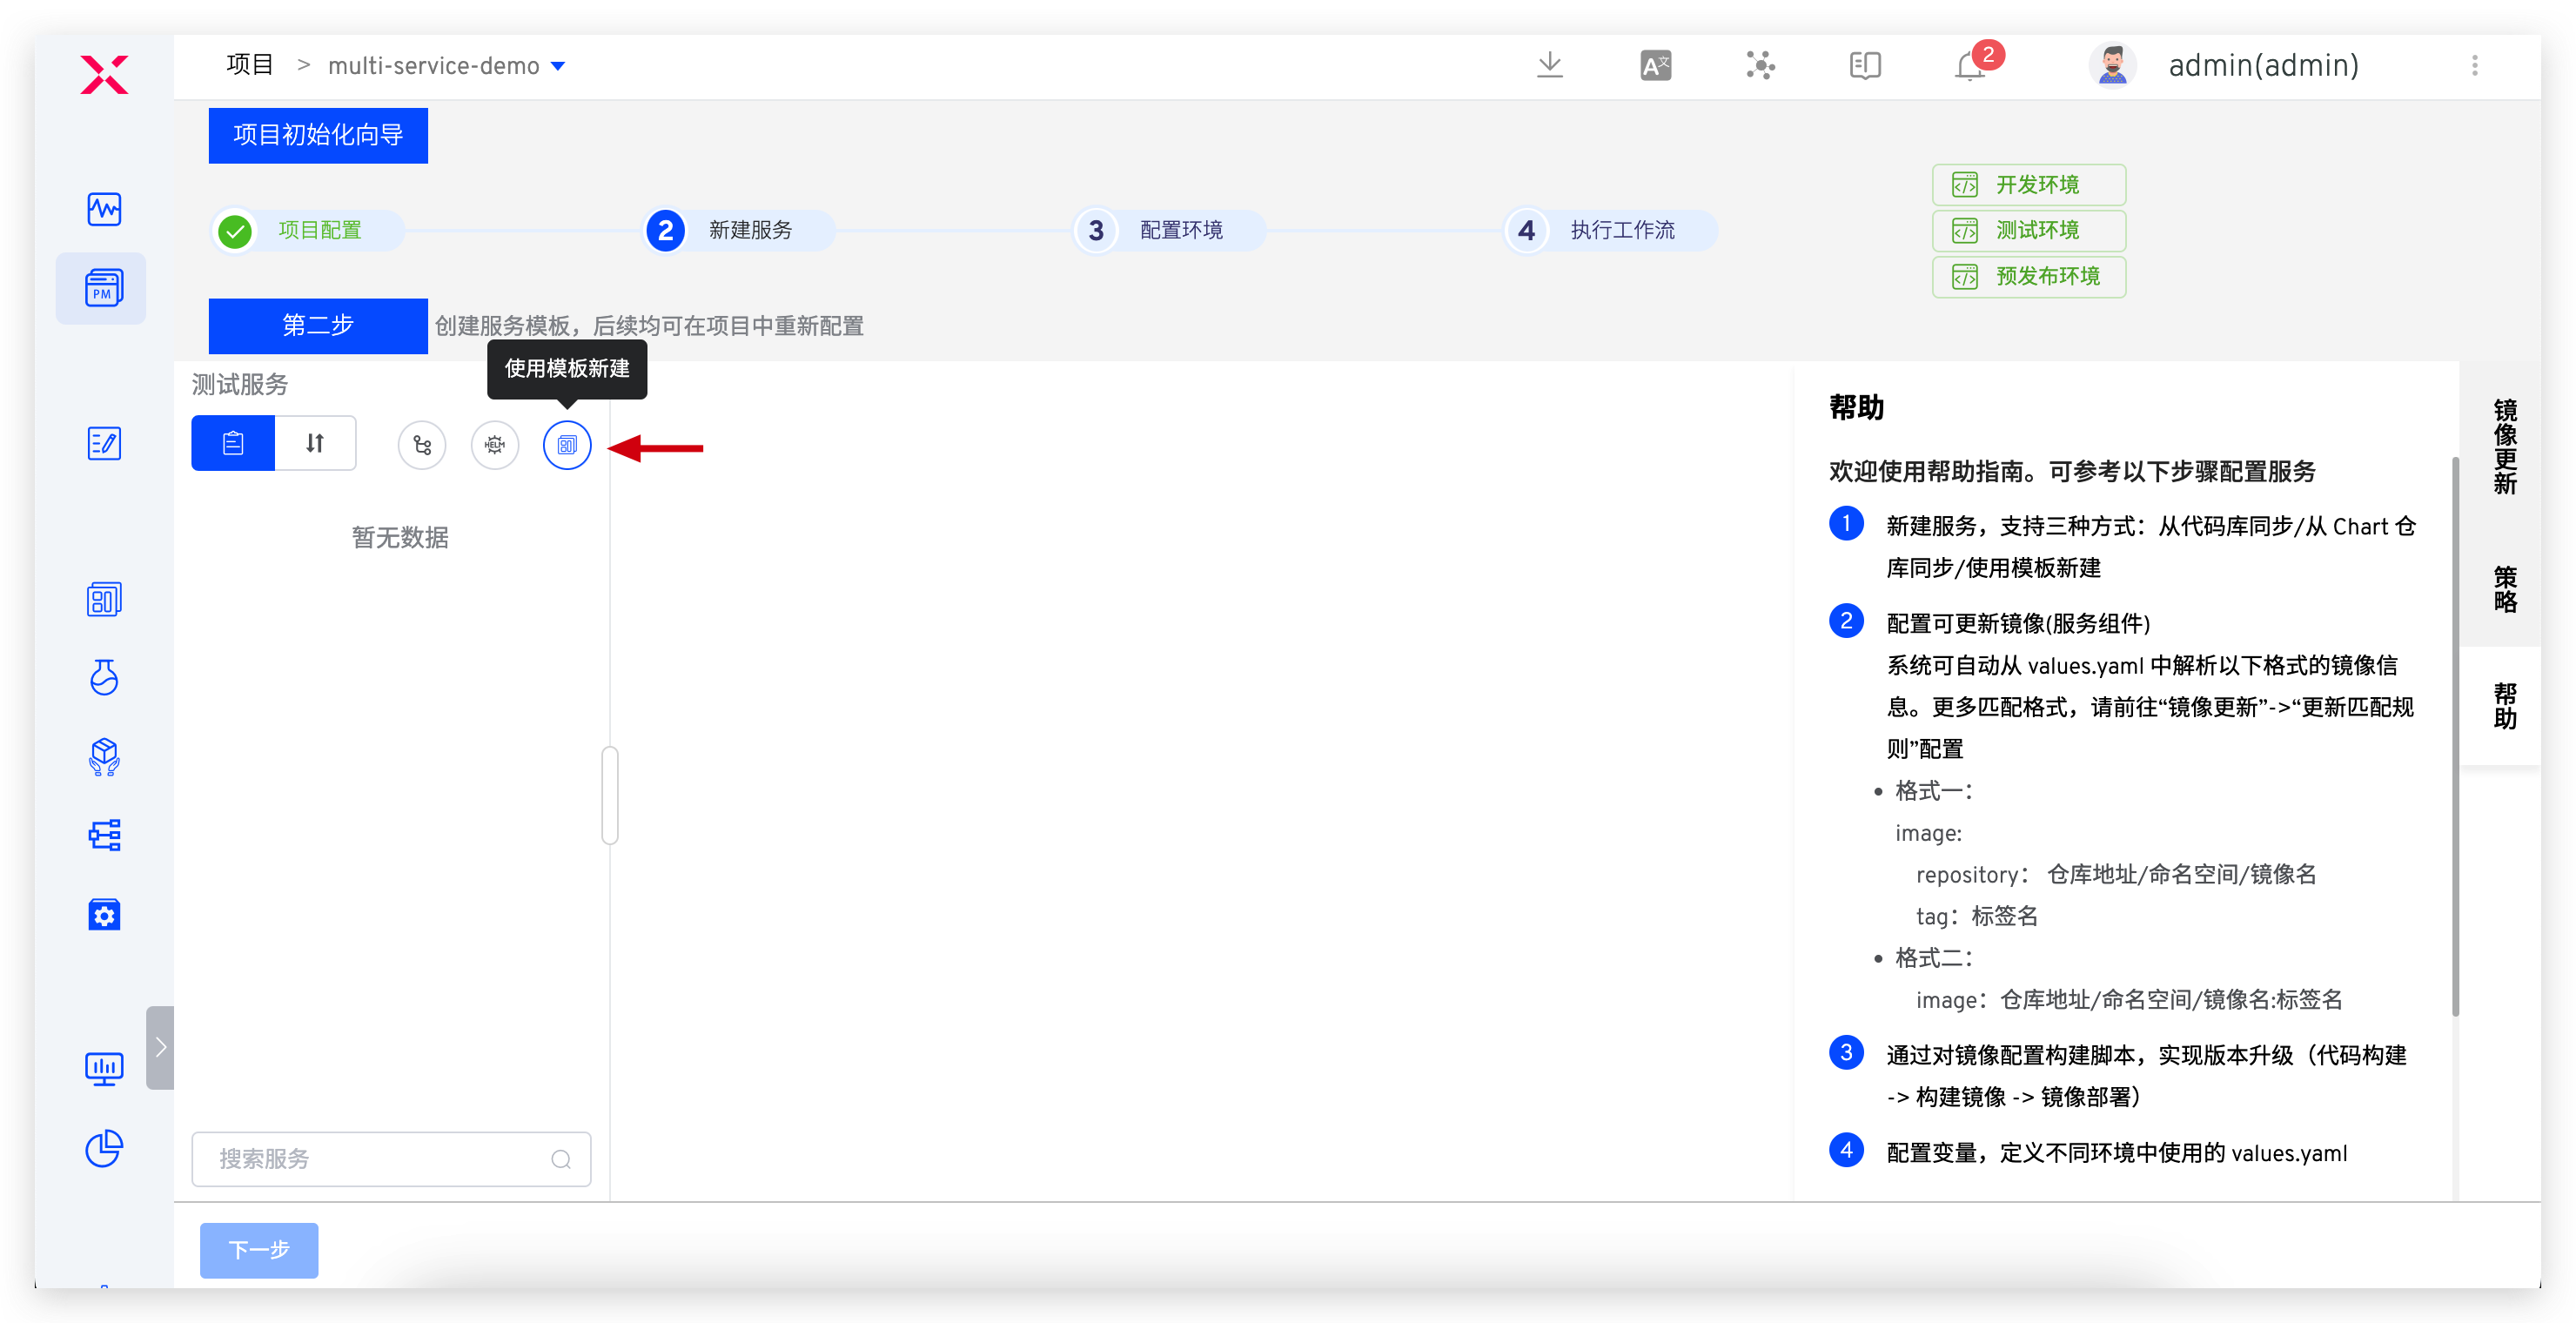 项目 > multi-service-demo
A文
2
admin(admin)
项目初始化向导
项目配置
2 新建服务
3 配置环境
4 执行工作流
开发环境
测试环境
预发布环境
PM
第二步 创建服务模板，后续均可在项目中重新配置
使用模板新建
测试服务
HELM
暂无数据
搜索服务
下一步
帮助
欢迎使用帮助指南。可参考以下步骤配置服务
1 新建服务，支持三种方式：从代码库同步/从 Chart 仓
库同步/使用模板新建
2 配置可更新镜像(服务组件)
系统可自动从 values.yaml 中解析以下格式的镜像信
息。更多匹配格式，请前往“镜像更新”->“更新匹配规
则”配置
• 格式一：
image:
repository： 仓库地址/命名空间/镜像名
tag：标签名
• 格式二：
image：仓库地址/命名空间/镜像名:标签名
3 通过对镜像配置构建脚本，实现版本升级（代码构建
-> 构建镜像 -> 镜像部署）
4 配置变量，定义不同环境中使用的 values.yaml
镜像更新
策略
帮助